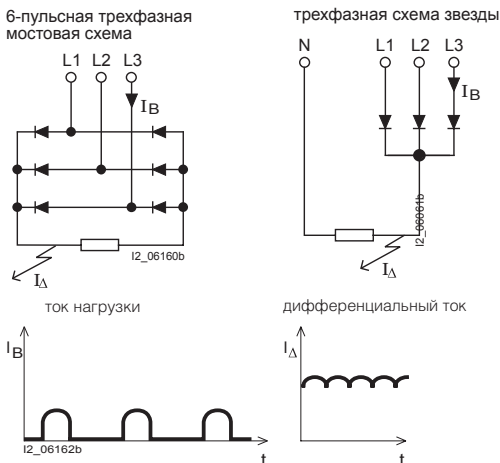 6-пульсная трехфазная
мостовая схема
L1 L2 L3
I_B
I2_06160b
I_Δ
трехфазная схема звезды
N L1 L2 L3
I_B
I2_06061b
I_Δ
ток нагрузки
I_B
I2_06162b
t
дифференциальный ток
I_Δ
t